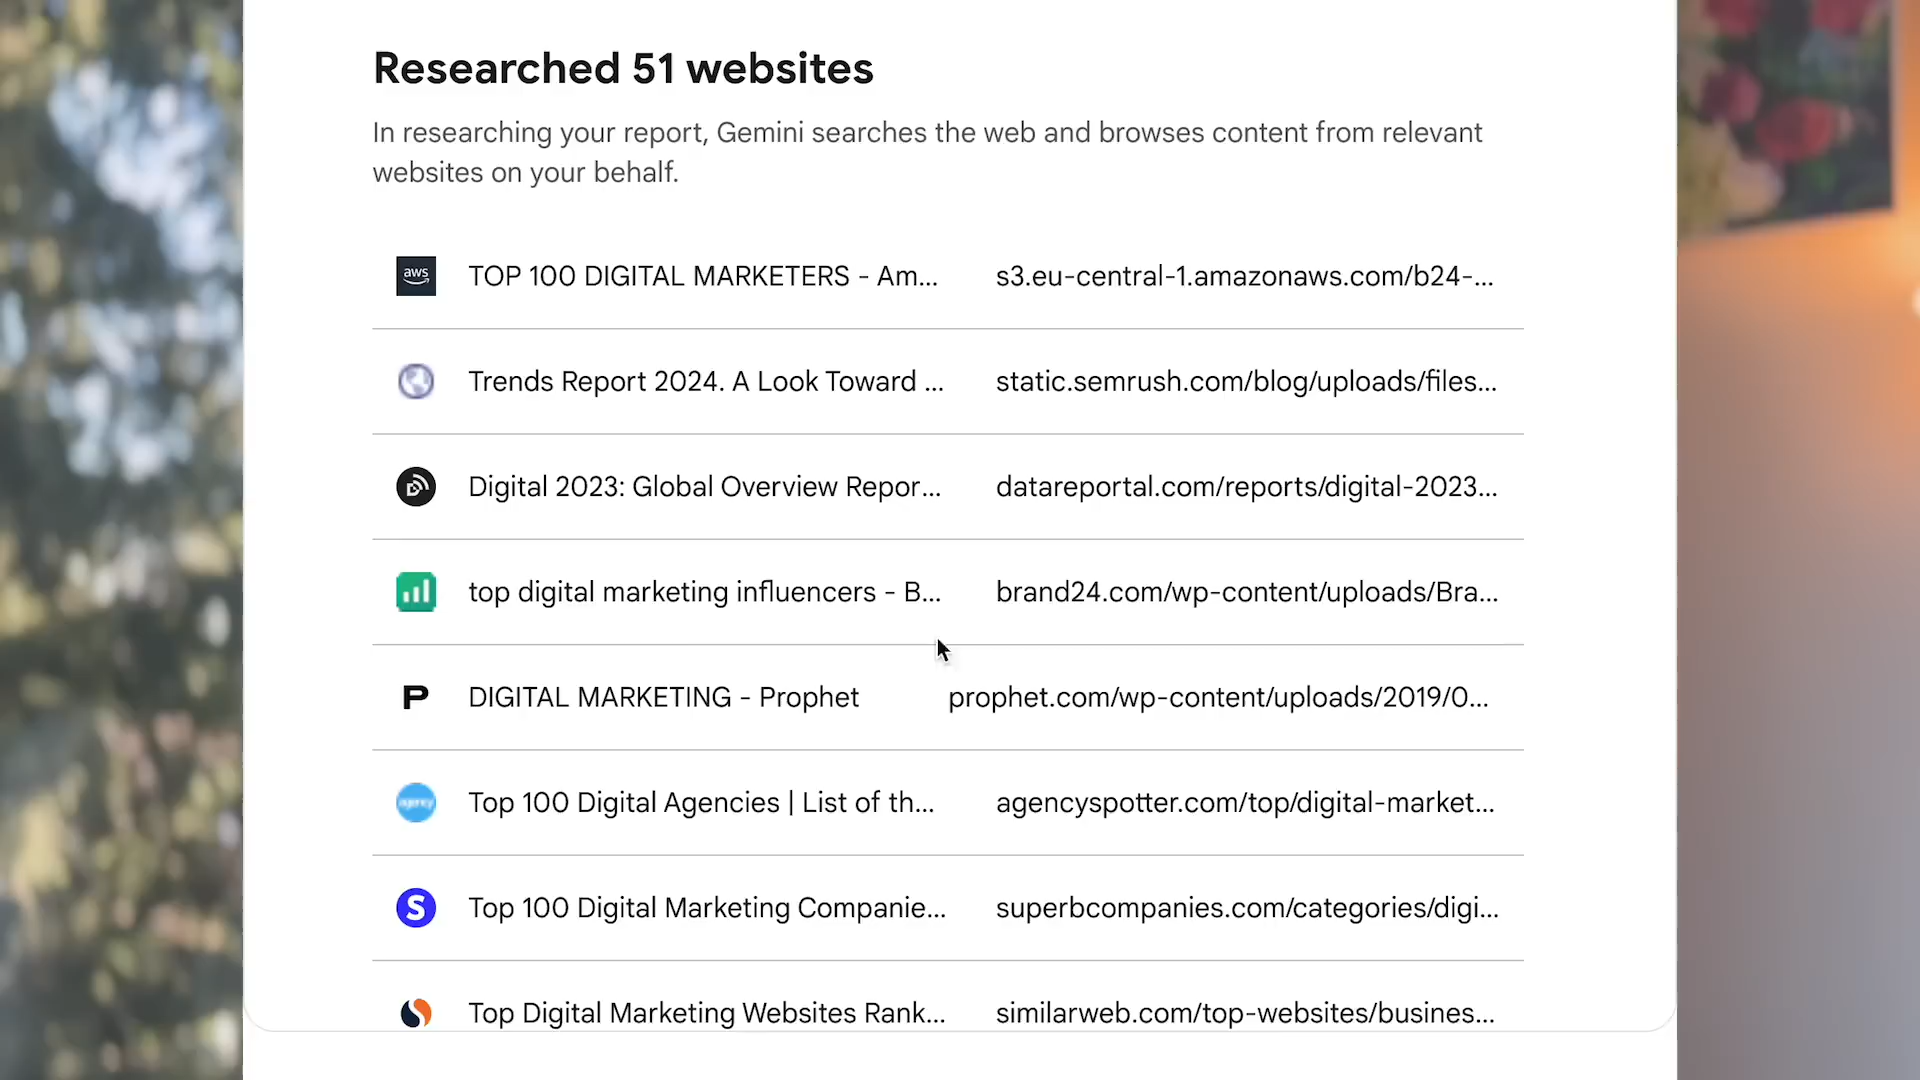 Researched 51 websites
In researching your report, Gemini searches the web and browses content from relevant
websites on your behalf.
aws
TOP 100 DIGITAL MARKETERS - Am... s3.eu-central-1.amazonaws.com/b24-...
Trends Report 2024. A Look Toward ... static.semrush.com/blog/uploads/files...
Digital 2023: Global Overview Repor... datareportal.com/reports/digital-2023...
top digital marketing influencers - B... brand24.com/wp-content/uploads/Bra...
P DIGITAL MARKETING - Prophet prophet.com/wp-content/uploads/2019/0...
agency Top 100 Digital Agencies | List of th... agencyspotter.com/top/digital-market...
S Top 100 Digital Marketing Companie... superbcompanies.com/categories/digi...
Top Digital Marketing Websites Rank... similarweb.com/top-websites/busines...